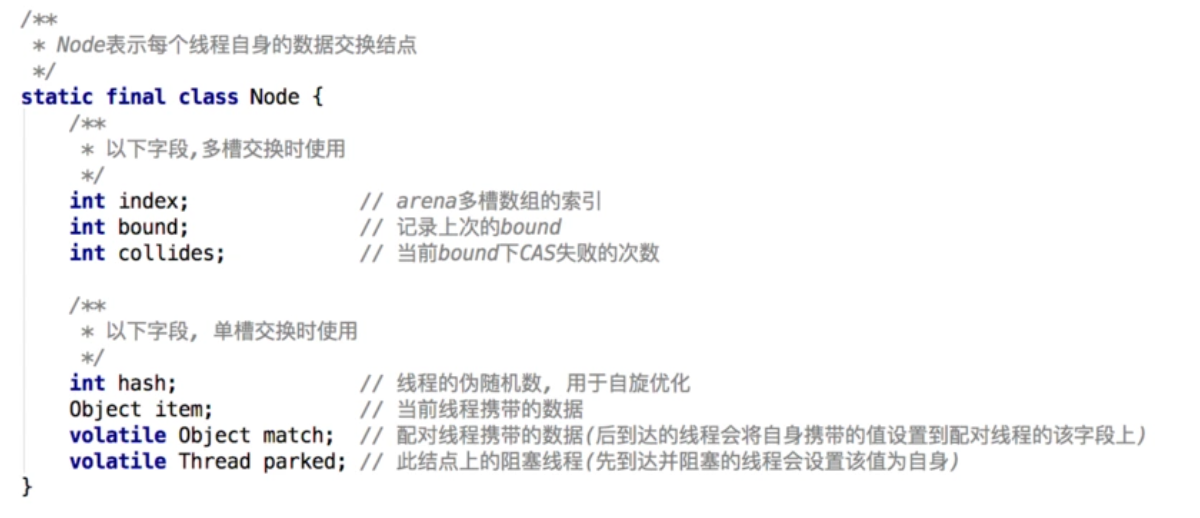 /**
 * Node表示每个线程自身的数据交换结点
 */
static final class Node {
    /**
     * 以下字段,多槽交换时使用
     */
    int index;              // arena多槽数组的索引
    int bound;              // 记录上次的bound
    int collides;           // 当前bound下CAS失败的次数

    /**
     * 以下字段, 单槽交换时使用
     */
    int hash;               // 线程的伪随机数, 用于自旋优化
    Object item;            // 当前线程携带的数据
    volatile Object match;  // 配对线程携带的数据(后到达的线程会将自身携带的值设置到配对线程的该字段上)
    volatile Thread parked; // 此结点上的阻塞线程(先到达并阻塞的线程会设置该值为自身)
}